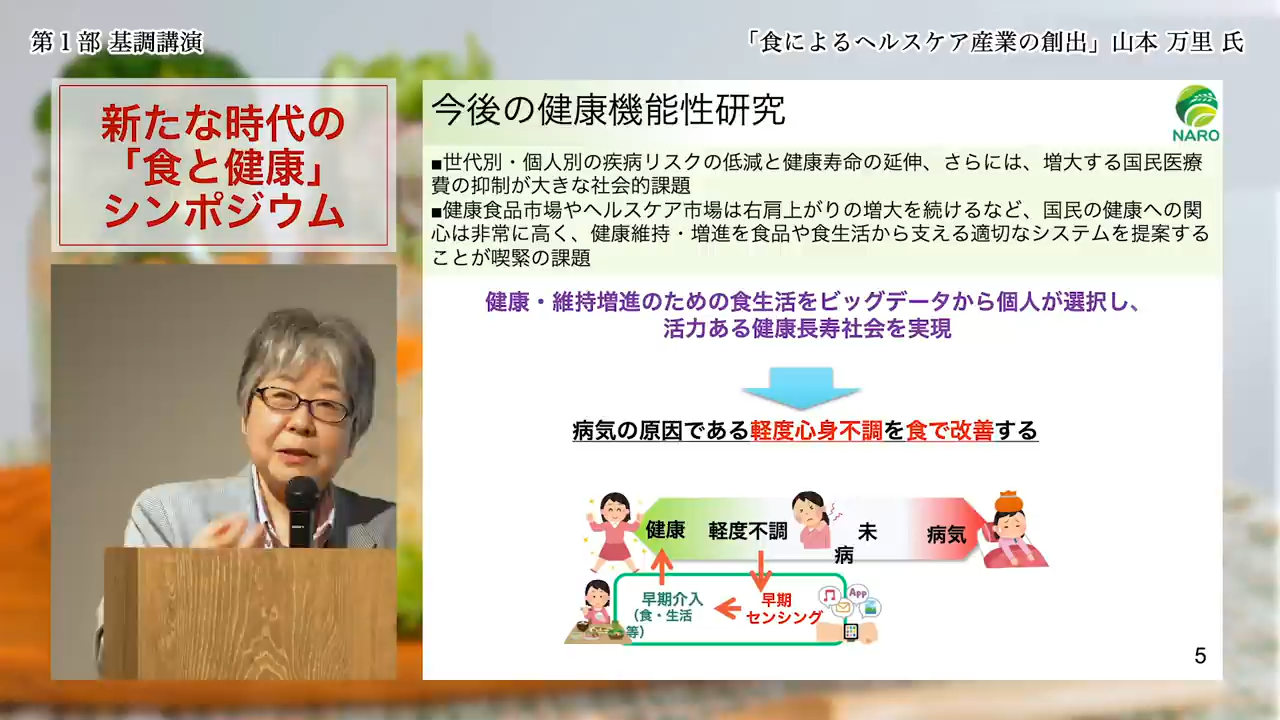 第1部 基調講演
「食によるヘルスケア産業の創出」山本 万里 氏
新たな時代の
「食と健康」
シンポジウム
今後の健康機能性研究
NARO
■世代別・個人別の疾病リスクの低減と健康寿命の延伸、さらには、増大する国民医療
費の抑制が大きな社会的課題
■健康食品市場やヘルスケア市場は右肩上がりの増大を続けるなど、国民の健康への関
心は非常に高く、健康維持・増進を食品や食生活から支える適切なシステムを提案する
ことが喫緊の課題
健康・維持増進のための食生活をビッグデータから個人が選択し、
活力ある健康長寿社会を実現
病気の原因である軽度心身不調を食で改善する
健康
軽度不調
未
病
病気
早期介入
(食・生活
等)
早期
センシング
App
5